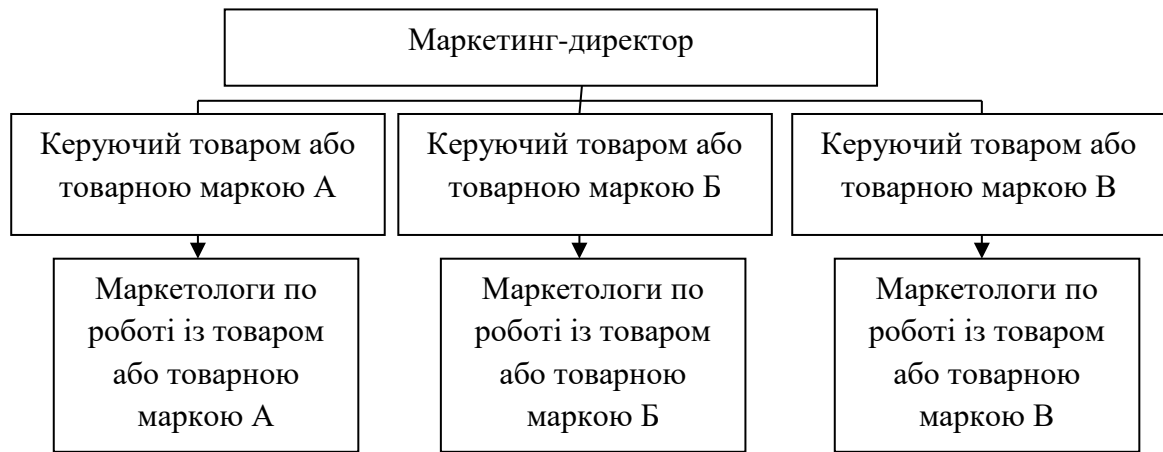 Маркетинг-директор
Керуючий товаром або
товарною маркою А
Керуючий товаром або
товарною маркою Б
Керуючий товаром або
товарною маркою В
Маркетологи по
роботі із товаром
або товарною
маркою А
Маркетологи по
роботі із товаром
або товарною
маркою Б
Маркетологи по
роботі із товаром
або товарною
маркою В